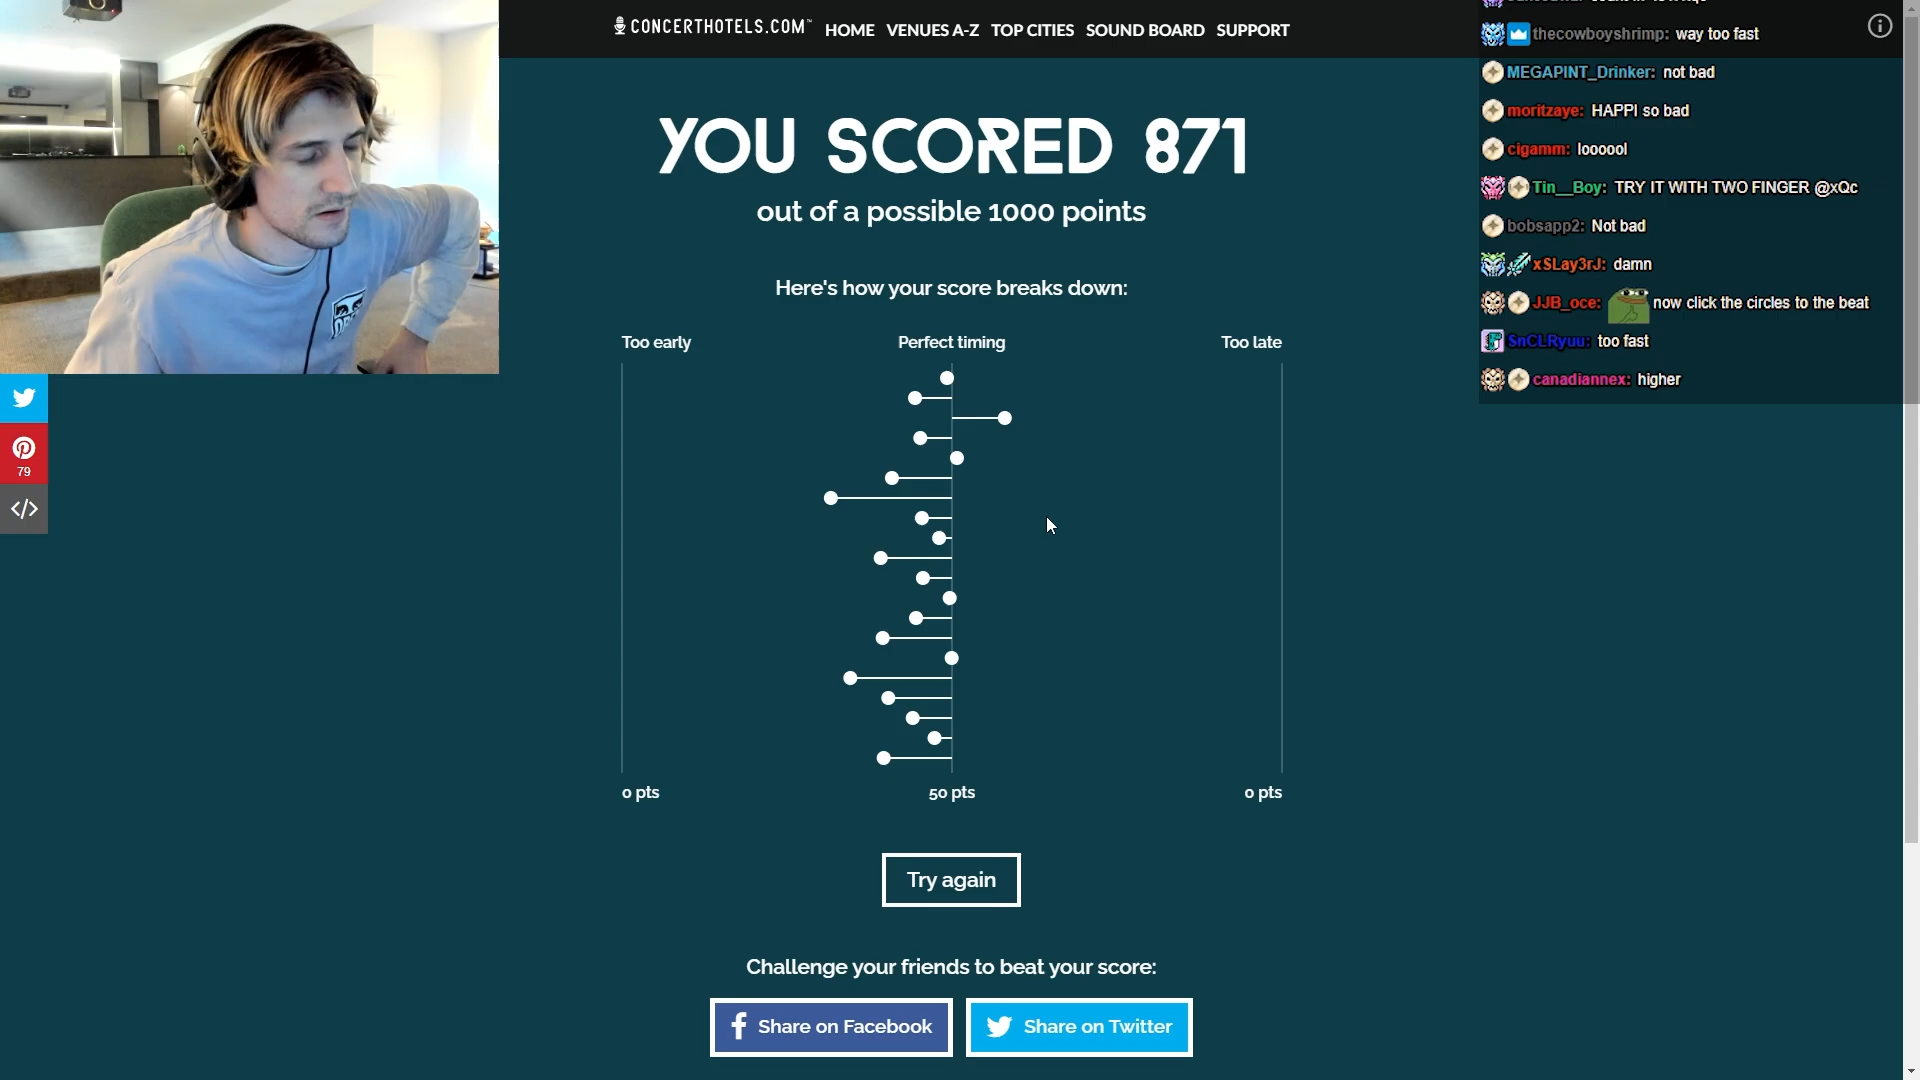 CONCERTHOTELS.COM™ HOME VENUES A-Z TOP CITIES SOUND BOARD SUPPORT
YOU SCORED 871
out of a possible 1000 points
Here's how your score breaks down:
Too early Perfect timing Too late
0 pts 50 pts 0 pts
Try again
Challenge your friends to beat your score:
Share on Facebook Share on Twitter
79
thecowboyshrimp: way too fast
MEGAPINT_Drinker: not bad
moritzaye: HAPPI so bad
cigamm: loooool
Tin__Boy: TRY IT WITH TWO FINGER @xQc
bobsapp2: Not bad
xSLay3rJ: damn
JJB_oce: now click the circles to the beat
SnCLRyuu: too fast
canadiannex: higher